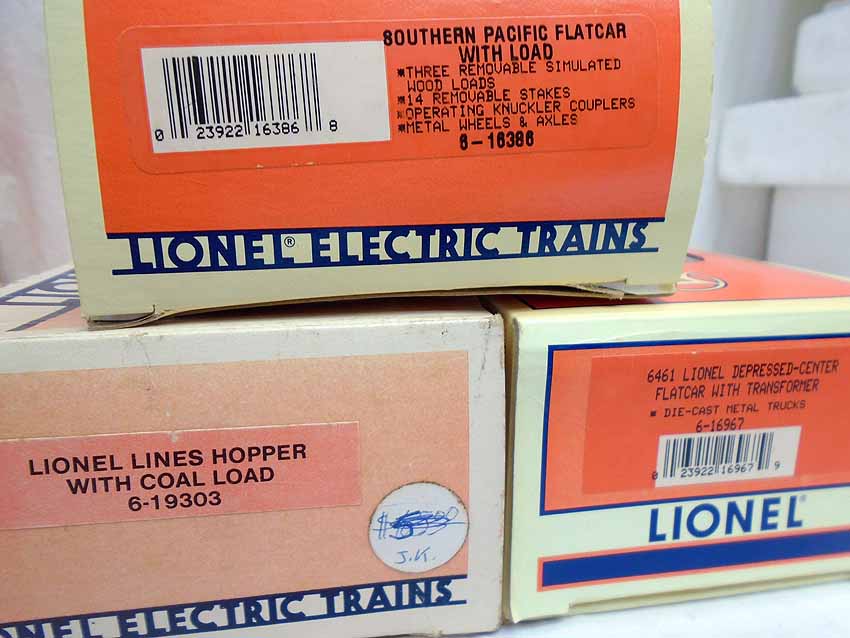 SOUTHERN PACIFIC FLATCAR
WITH LOAD
THREE REMOVABLE SIMULATED
WOOD LOADS
14 REMOVABLE STAKES
OPERATING KNUCKLER COUPLERS
METAL WHEELS & AXLES
6-16386
0 23922 16386 8
LIONEL® ELECTRIC TRAINS
LIONEL
LIONEL LINES HOPPER
WITH COAL LOAD
6-19303
J.K.
NEL ELECTRIC TRAINS
6461 LIONEL DEPRESSED-CENTER
FLATCAR WITH TRANSFORMER
DIE-CAST METAL TRUCKS
6-16967
0 23922 16967 9
LIONEL®